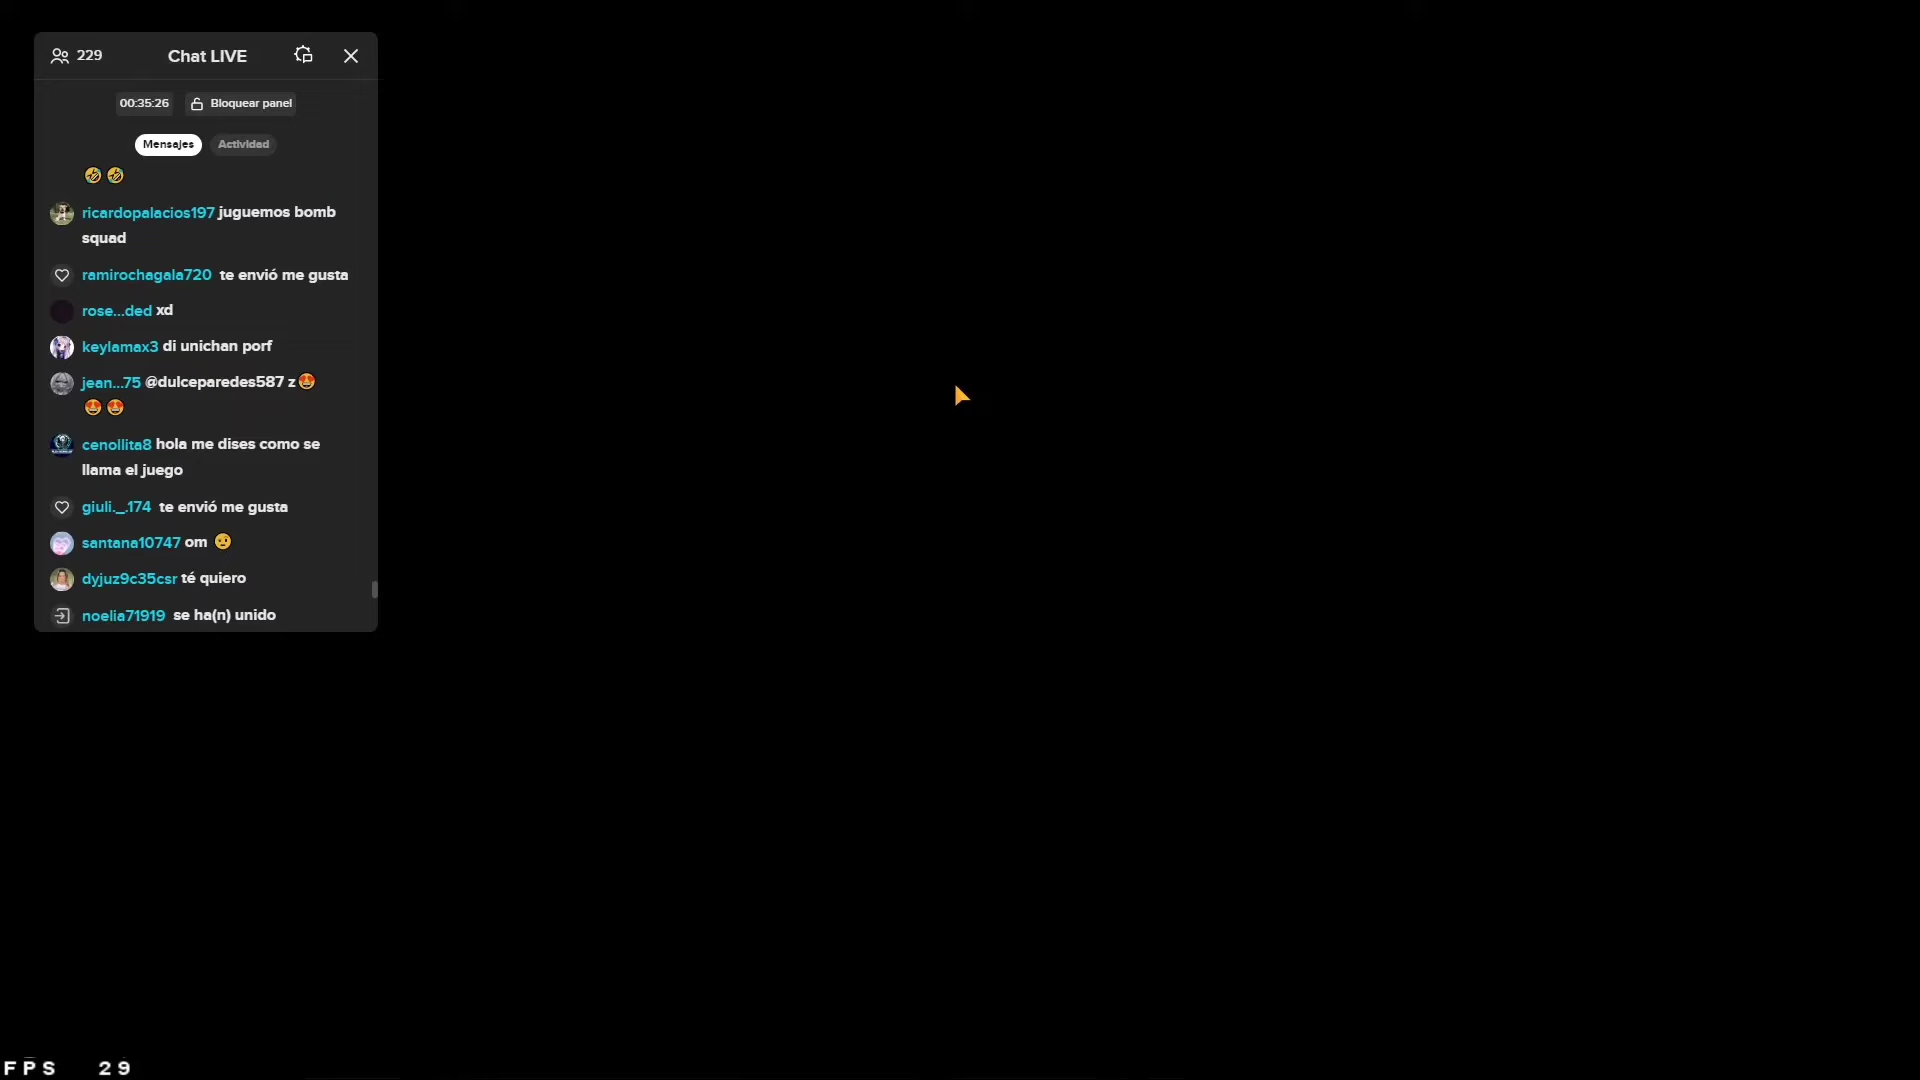 229 Chat LIVE
00:35:26 Bloquear panel
Mensajes Actividad
🤣🤣
ricardopalacios197 juguemos bomb
squad
ramirochagala720 te envió me gusta
rose...ded xd
keylamax3 di unichan porf
jean...75 @dulceparedes587 z😍
😍😍
cenollita8 hola me dises como se
llama el juego
giuli._.174 te envió me gusta
santana10747 om 🤨
dyjuz9c35csr té quiero
noelia71919 se ha(n) unido
FPS 29